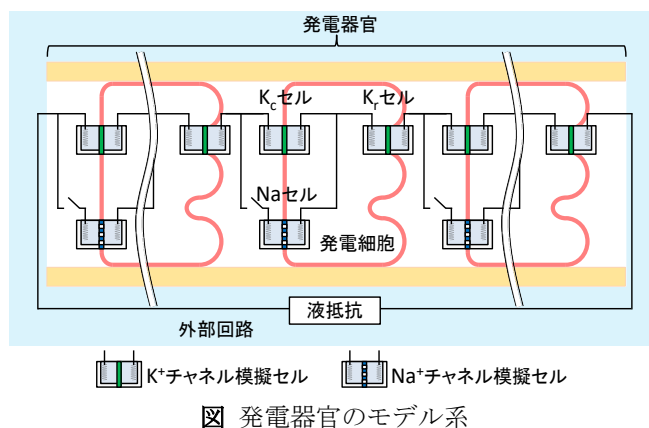 発電器官
Kcセル
Krセル
Naセル
発電細胞
液抵抗
外部回路
K+チャネル模擬セル
Na+チャネル模擬セル
図 発電器官のモデル系